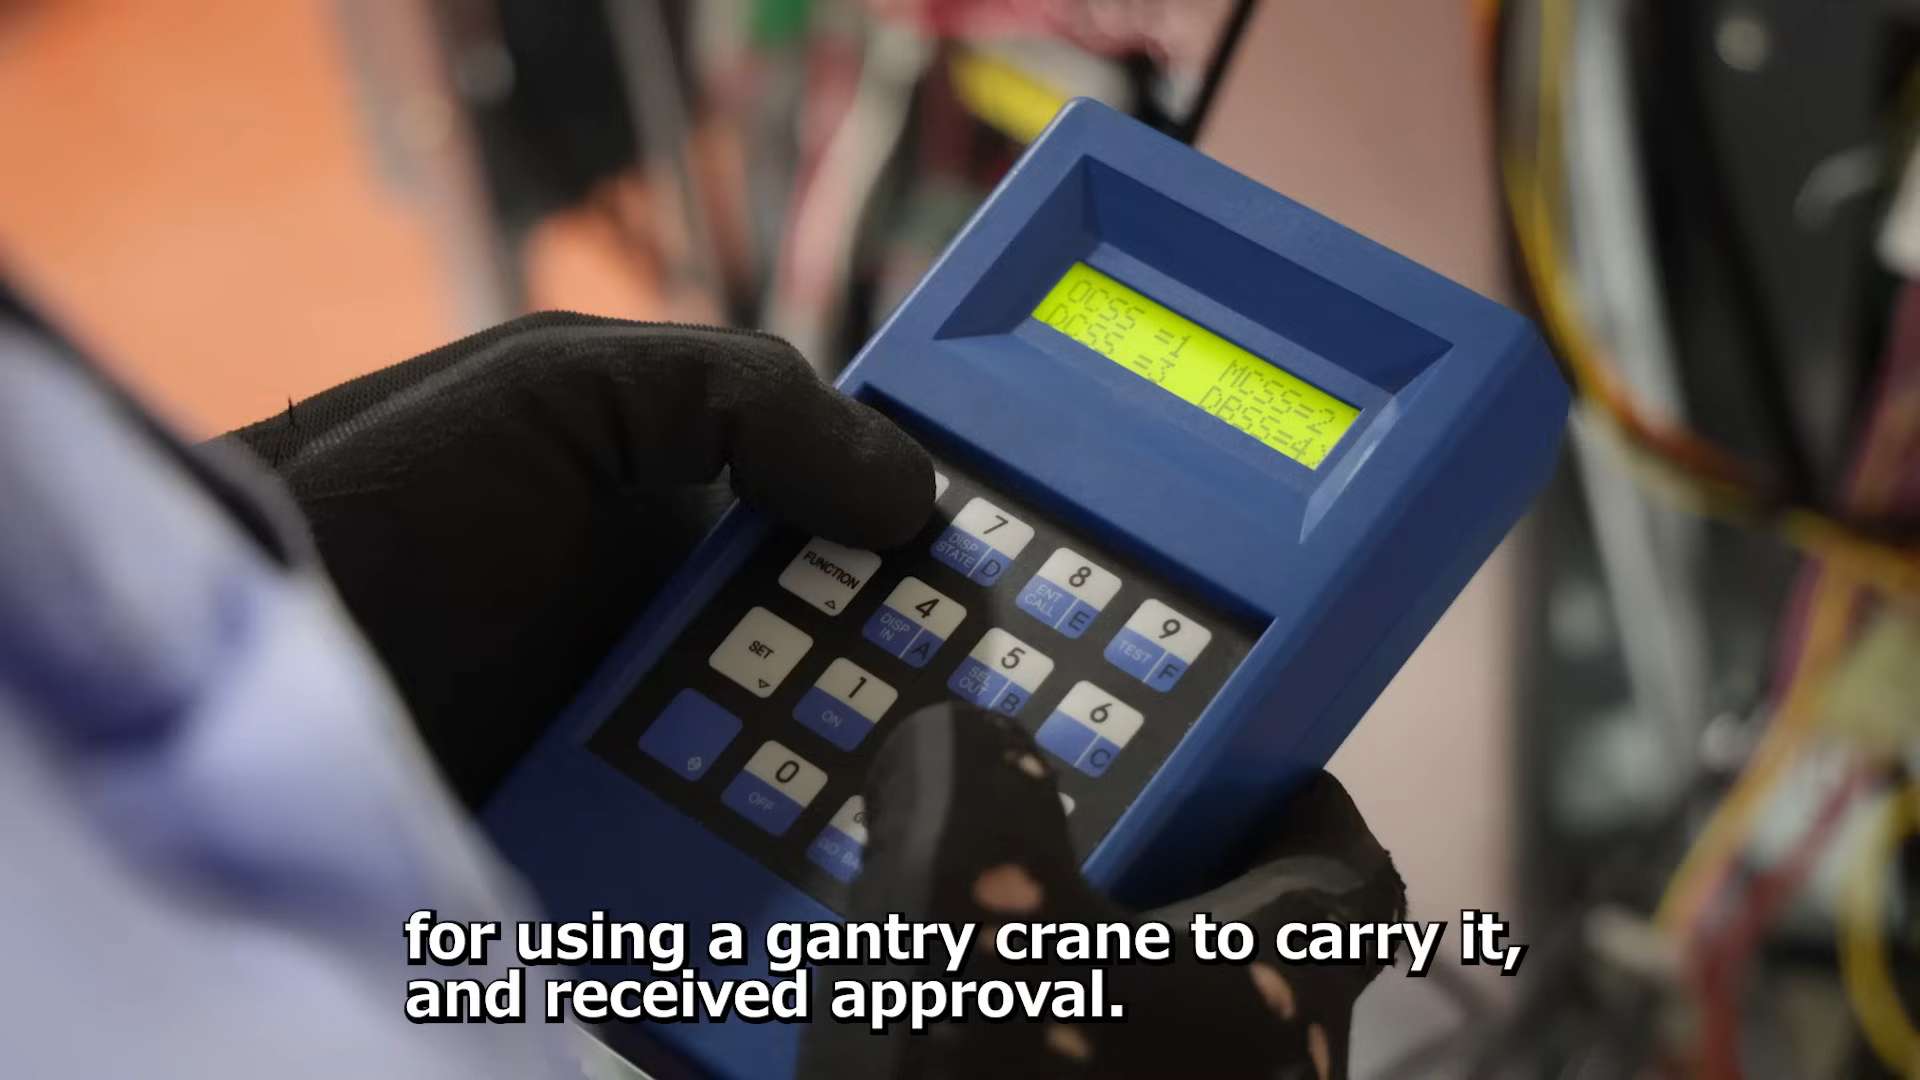 OCSS =1 MCSS=2
DCSS =3 DBSS=4>
7
DISP STATE D
8
ENT CALL E
9
TEST F
FUNCTION
4
DISP IN A
5
SEL OUT B
6
C
SET
1
ON
0
OFF
for using a gantry crane to carry it,
and received approval.